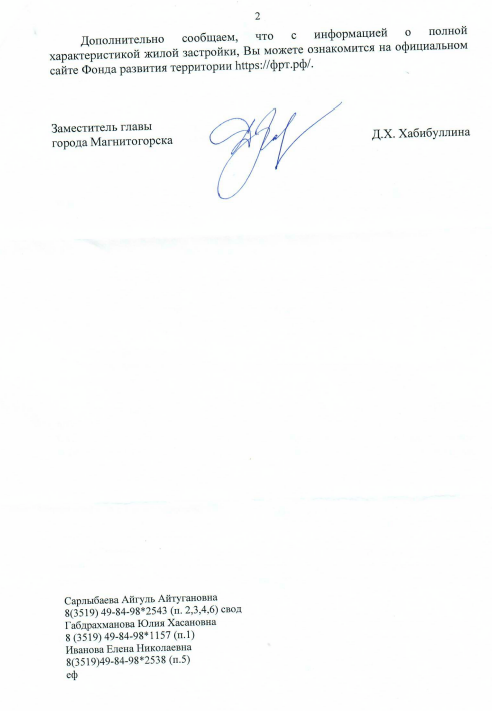 2
Дополнительно сообщаем, что с информацией о полной
характеристикой жилой застройки, Вы можете ознакомится на официальном
сайте Фонда развития территории https://фрт.рф/.
Заместитель главы
города Магнитогорска
Д.Х. Хабибуллина
Сарлыбаева Айгуль Айтугановна
8(3519) 49-84-98*2543 (п. 2,3,4,6) свод
Габдрахманова Юлия Хасановна
8 (3519) 49-84-98*1157 (п.1)
Иванова Елена Николаевна
8(3519)49-84-98*2538 (п.5)
еф